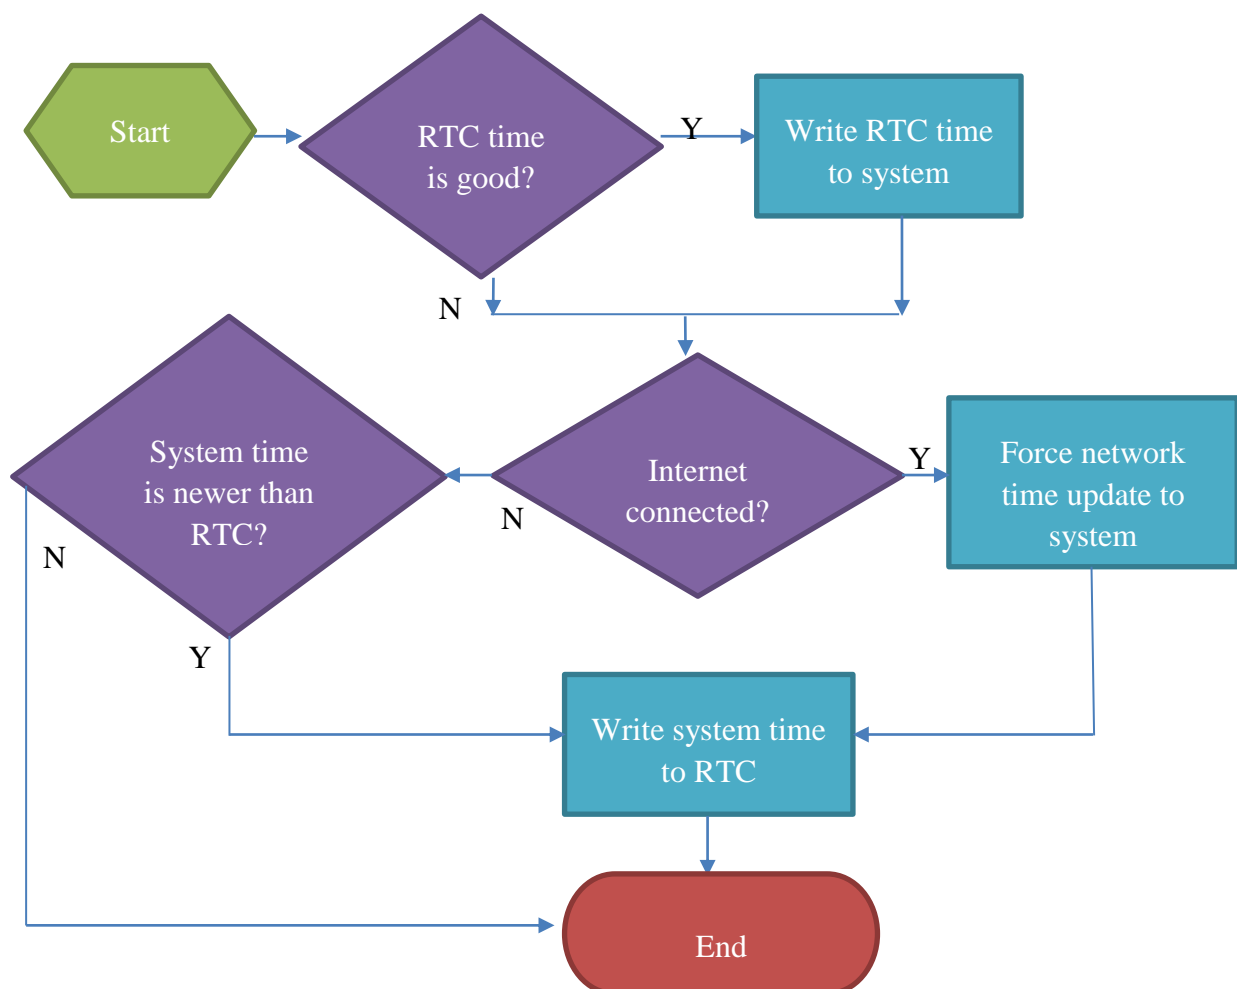 Start
RTC time
is good?
Y
Write RTC time
to system
N
System time
is newer than
RTC?
N
Y
Internet
connected?
N
Y
Force network
time update to
system
Write system time
to RTC
End